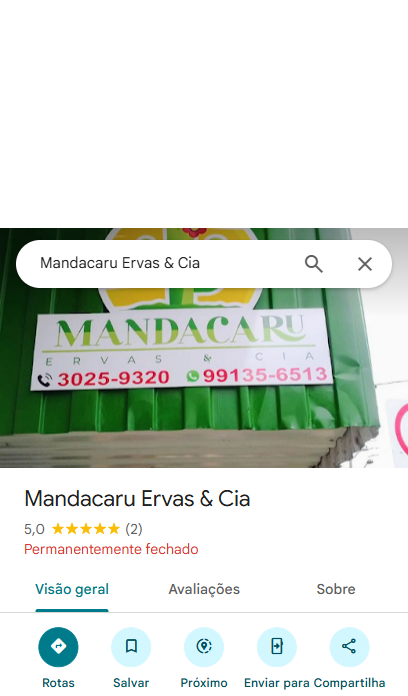 Mandacaru Ervas & Cia
MANDACARU
ERVAS & CIA
3025-9320 99135-6513
Mandacaru Ervas & Cia
5,0 (2)
Permanentemente fechado
Visão geral Avaliações Sobre
Rotas Salvar Próximo Enviar para Compartilha